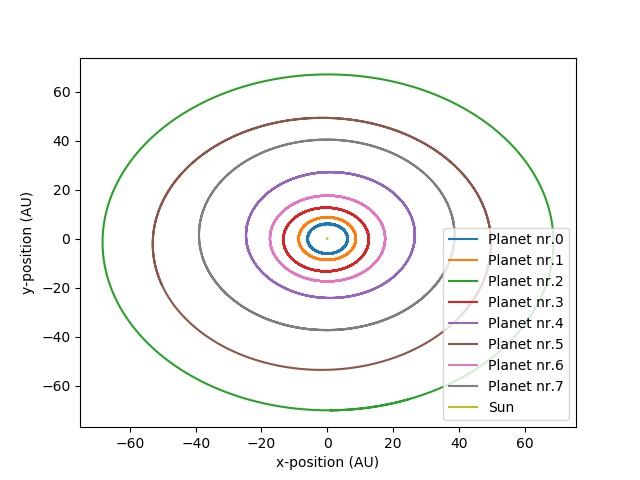 60
40
20
0
−20
−40
−60
y-position (AU)
Planet nr.0
Planet nr.1
Planet nr.2
Planet nr.3
Planet nr.4
Planet nr.5
Planet nr.6
Planet nr.7
Sun
−60 −40 −20 0 20 40 60
x-position (AU)